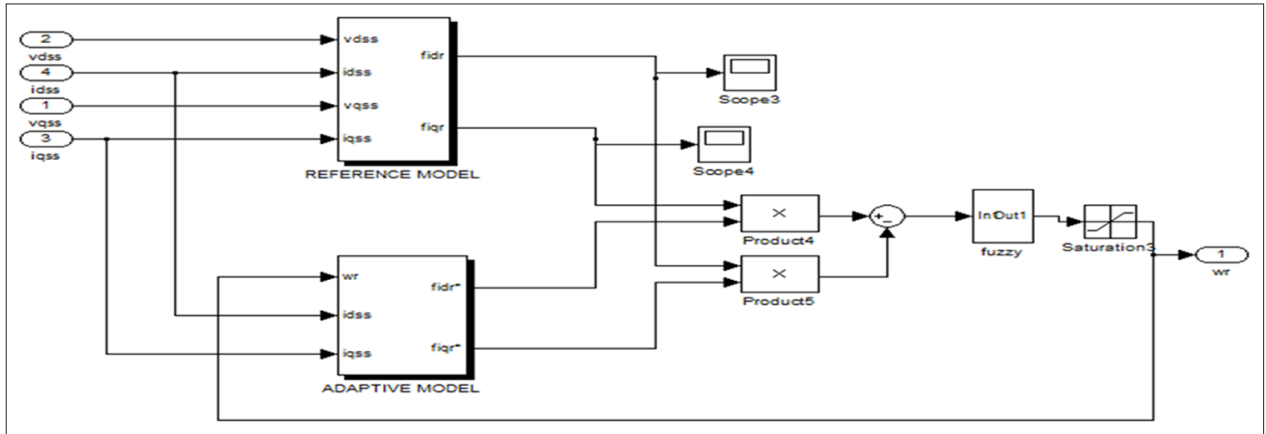 2
vdss
4
idss
1
vqss
3
iqss
vdss
idss
vqss
iqss
fidr
fiqr
REFERENCE MODEL
Scope3
Scope4
wr
idss
iqss
fidr*
fiqr*
ADAPTIVE MODEL
×
Product4
×
Product5
+
-
In1 Out1
fuzzy
Saturation3
1
wr